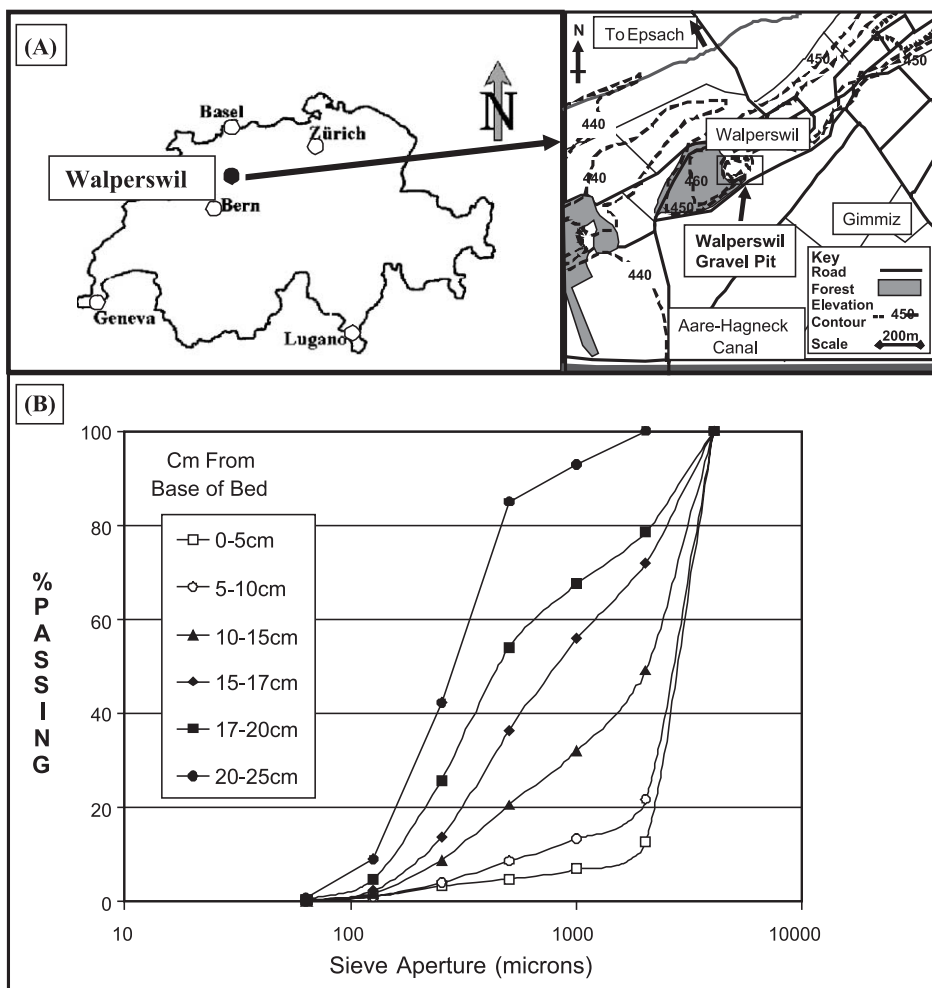 (A)
N
Basel
Zürich
Walperswil
Bern
Geneva
Lugano
To Epsach
N
450
450
440
Walperswil
440
460
450
Gimmiz
Walperswil
Gravel Pit
440
Aare-Hagneck
Canal
Key
Road
Forest
Elevation
Contour 450
Scale 200m
(B)
100
80
60
40
20
0
%
P
A
S
S
I
N
G
Cm From
Base of Bed
0-5cm
5-10cm
10-15cm
15-17cm
17-20cm
20-25cm
10 100 1000 10000
Sieve Aperture (microns)